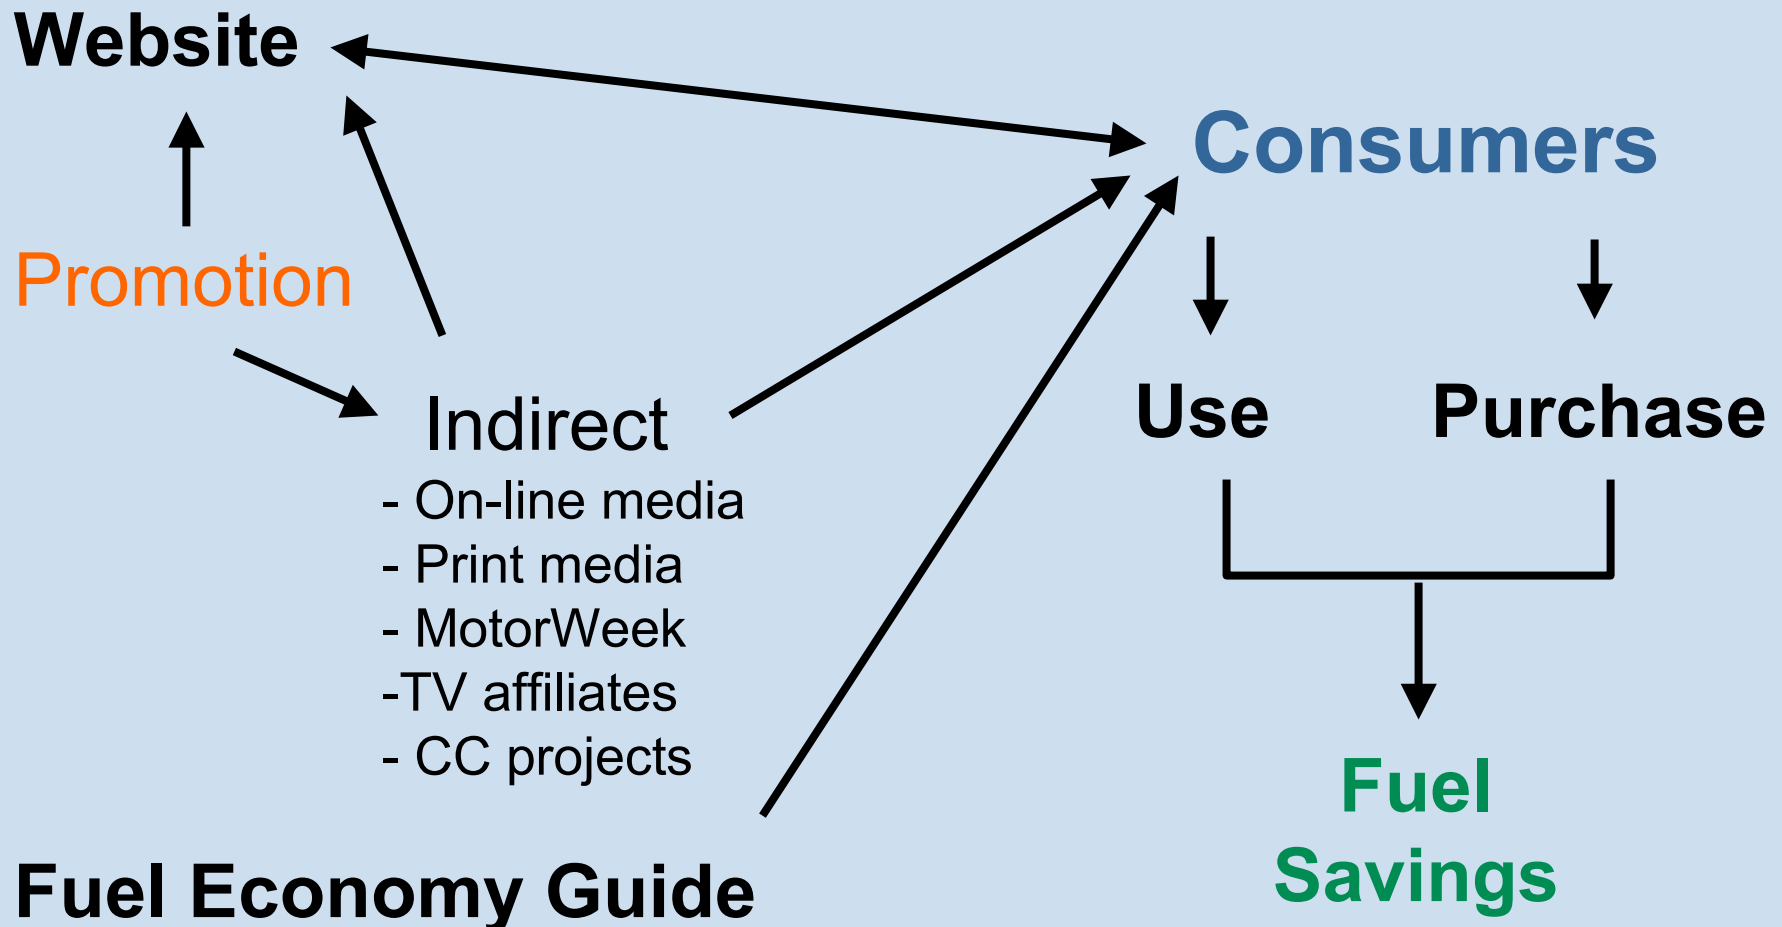 Website
Consumers
Promotion
Indirect
- On-line media
- Print media
- MotorWeek
-TV affiliates
- CC projects
Fuel Economy Guide
Use
Purchase
Fuel
Savings